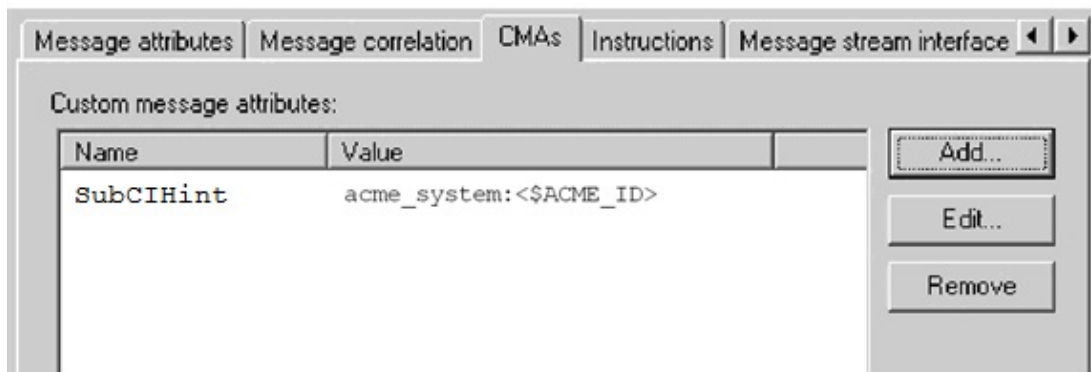 Message attributes Message correlation CMAs Instructions Message stream interface
Custom message attributes:
Name Value
Add...
SubCIHint acme_system:<$ACME_ID>
Edit...
Remove